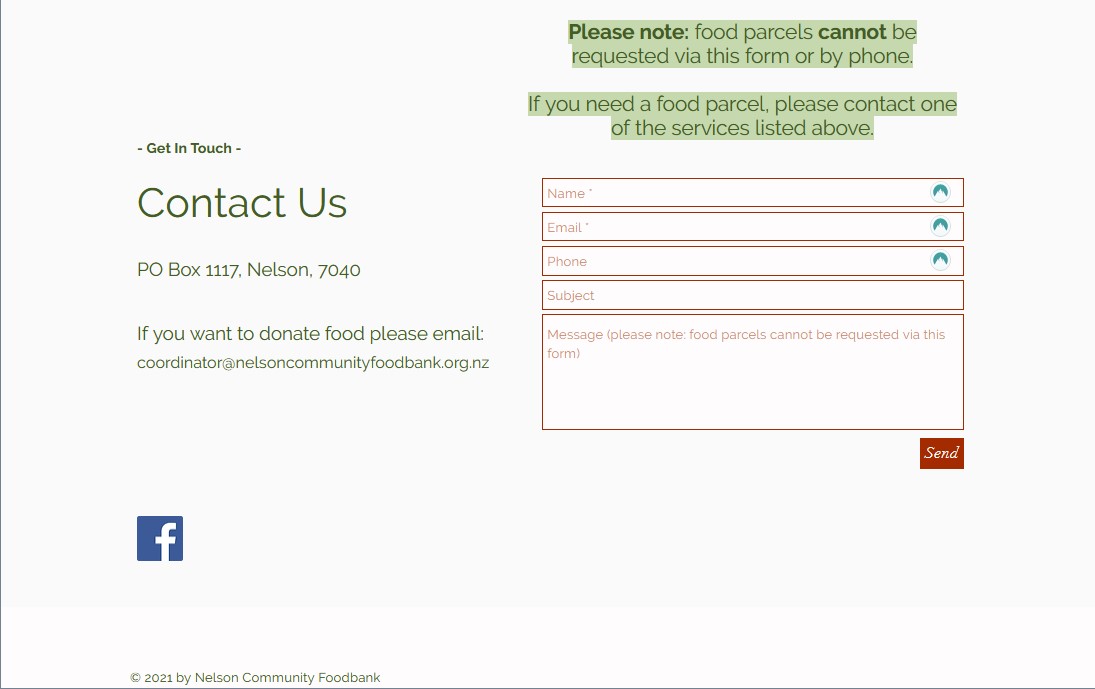 Please note: food parcels cannot be
requested via this form or by phone.
If you need a food parcel, please contact one
of the services listed above.
- Get In Touch -
Contact Us
PO Box 1117, Nelson, 7040
If you want to donate food please email:
coordinator@nelsoncommunityfoodbank.org.nz
Name *
Email *
Phone
Subject
Message (please note: food parcels cannot be requested via this
form)
Send
© 2021 by Nelson Community Foodbank